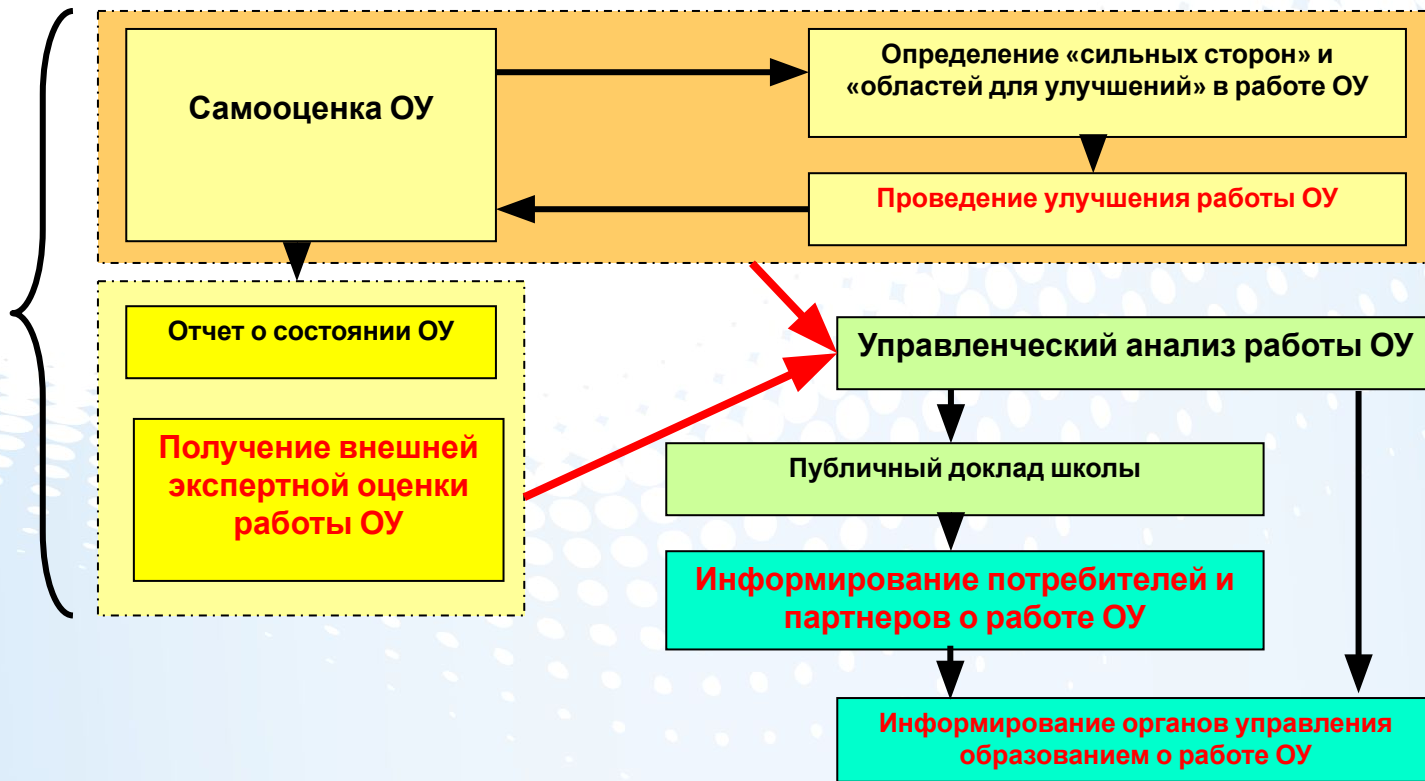 Самооценка ОУ
Определение «сильных сторон» и
«областей для улучшений» в работе ОУ
Проведение улучшения работы ОУ
Отчет о состоянии ОУ
Получение внешней
экспертной оценки
работы ОУ
Управленческий анализ работы ОУ
Публичный доклад школы
Информирование потребителей и
партнеров о работе ОУ
Информирование органов управления
образованием о работе ОУ